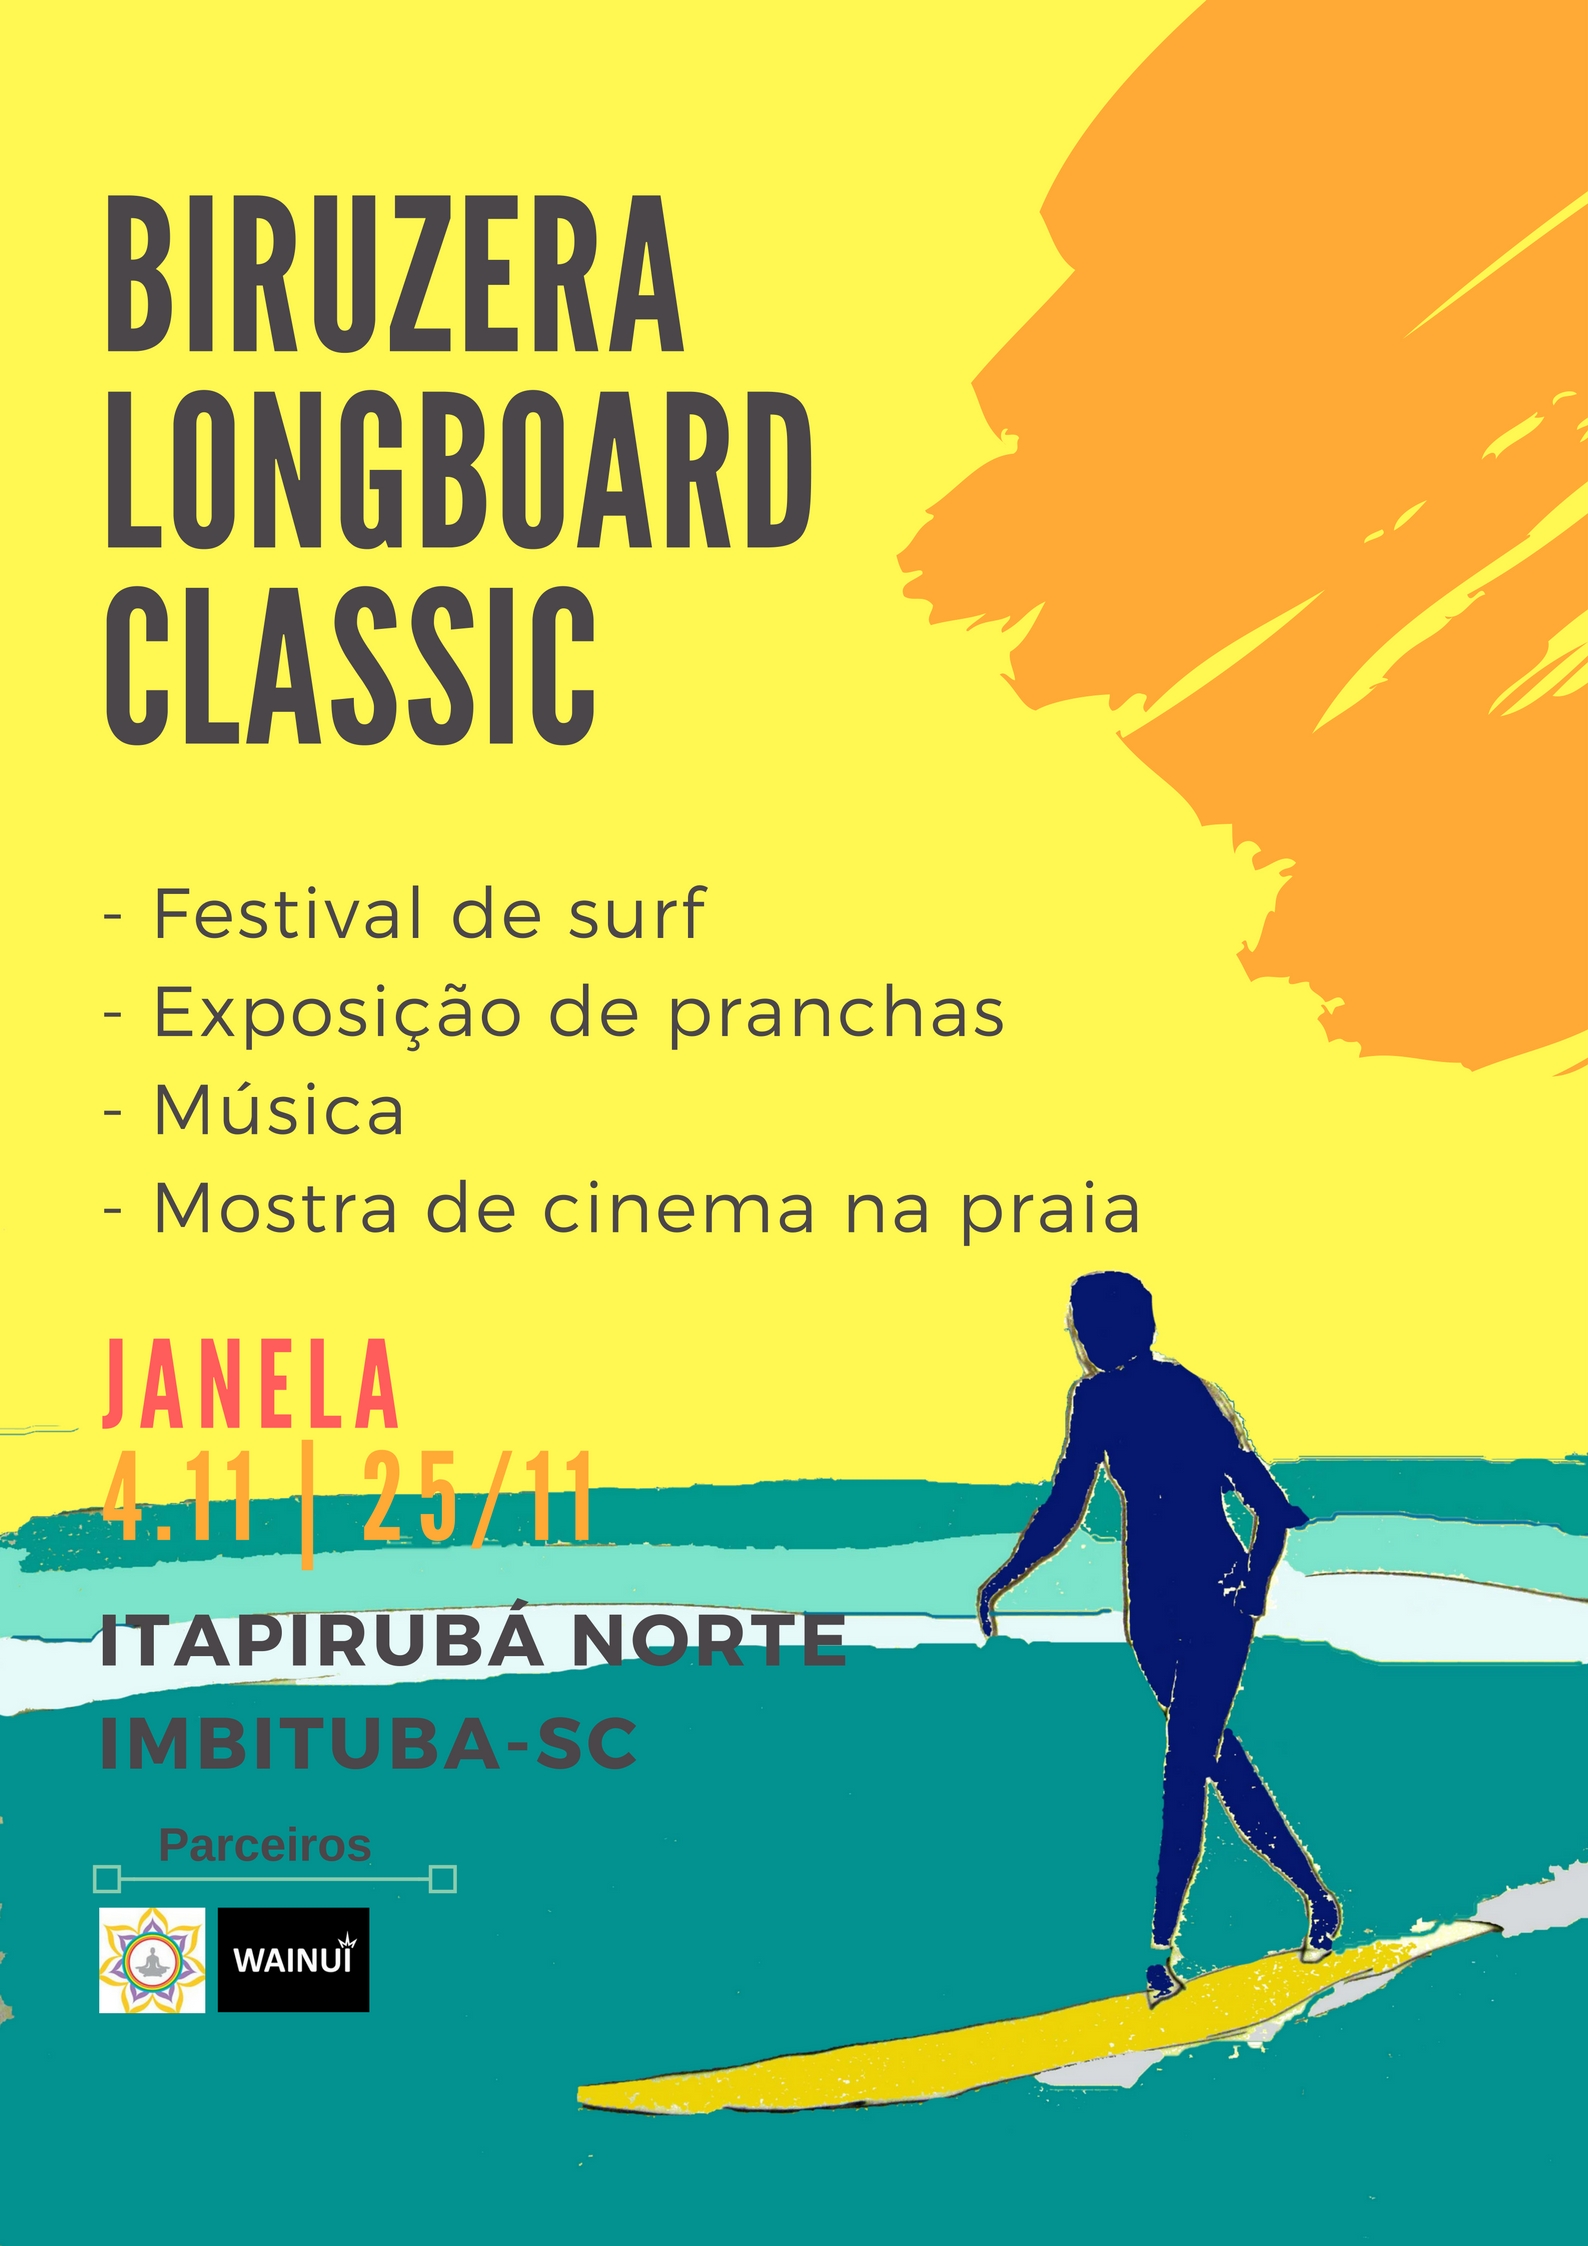 BIRUZERA
LONGBOARD
CLASSIC
- Festival de surf
- Exposição de pranchas
- Música
- Mostra de cinema na praia
JANELA
4.11 | 25/11
ITAPIRUBÁ NORTE
IMBITUBA-SC
Parceiros
WAINUI